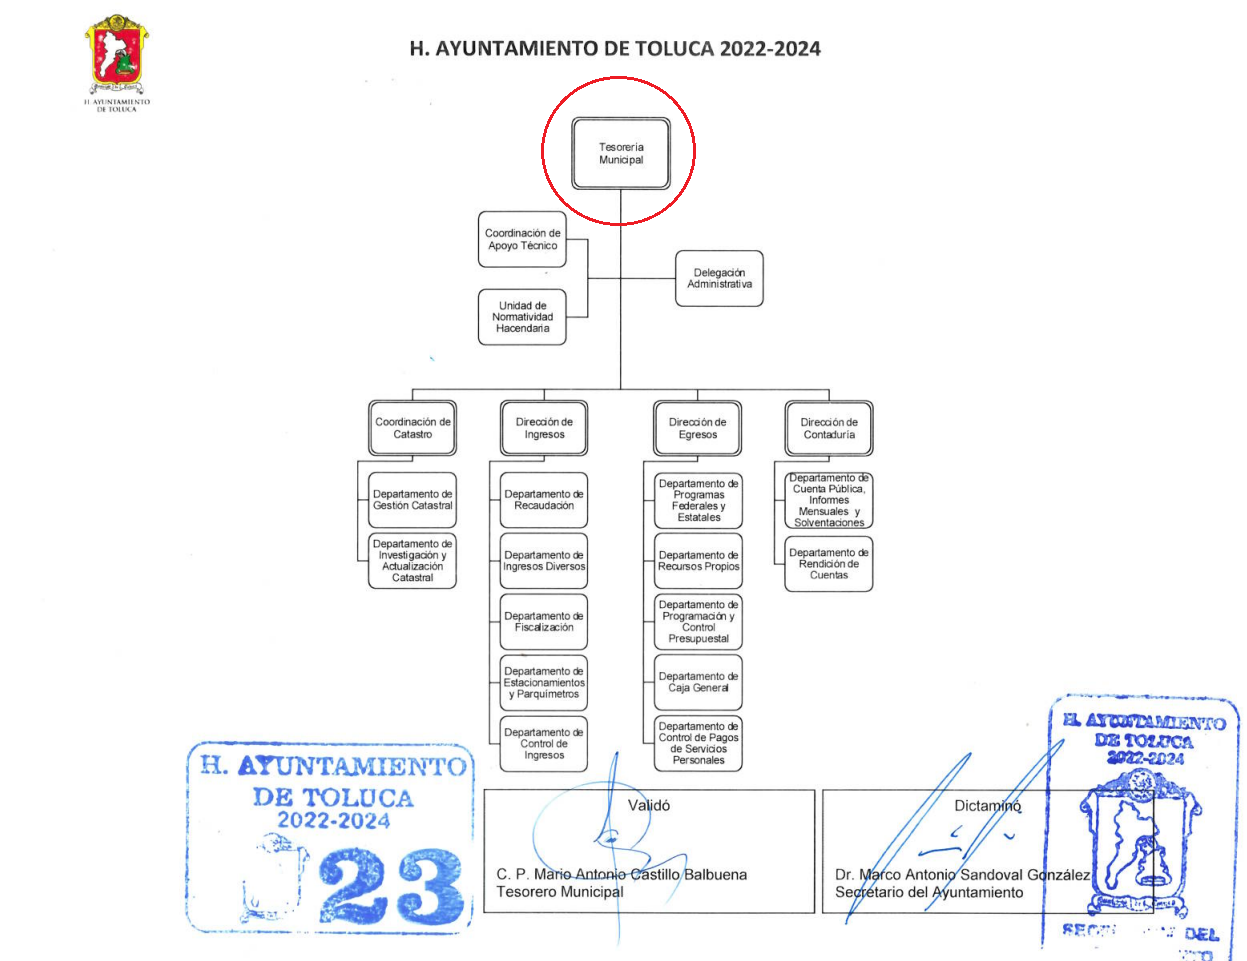 H. AYUNTAMIENTO
DE TOLUCA
H. AYUNTAMIENTO DE TOLUCA 2022-2024
Tesorería
Municipal
Coordinación de
Apoyo Técnico
Delegación
Administrativa
Unidad de
Normatividad
Hacendaria
Coordinación de
Catastro
Dirección de
Ingresos
Dirección de
Egresos
Dirección de
Contaduría
Departamento de
Gestión Catastral
Departamento de
Investigación y
Actualización
Catastral
Departamento de
Recaudación
Departamento de
Ingresos Diversos
Departamento de
Fiscalización
Departamento de
Estacionamientos
y Parquímetros
Departamento de
Control de
Ingresos
Departamento de
Programas
Federales y
Estatales
Departamento de
Recursos Propios
Departamento de
Programación y
Control
Presupuestal
Departamento de
Caja General
Departamento de
Control de Pagos
de Servicios
Personales
Departamento de
Cuenta Pública,
Informes
Mensuales y
Solventaciones
Departamento de
Rendición de
Cuentas
H. AYUNTAMIENTO
DE TOLUCA
2022-2024
23
Validó
C. P. Mario Antonio Castillo Balbuena
Tesorero Municipal
Dictaminó
Dr. Marco Antonio Sandoval González
Secretario del Ayuntamiento
H. AYUNTAMIENTO
DE TOLUCA
2022-2024
DEL